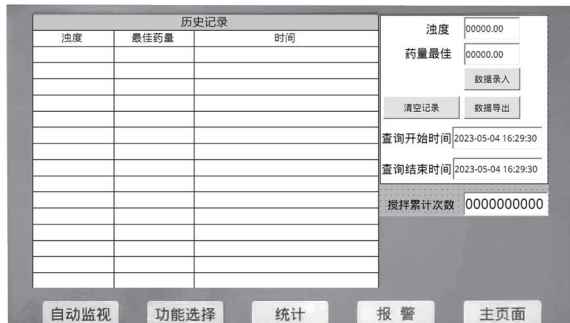 历史记录
浊度 最佳药量 时间
浊度 00000.00
药量最佳 00000.00
数据录入
清空记录 数据导出
查询开始时间 2023-05-04 16:29:30
查询结束时间 2023-05-04 16:29:30
搅拌累计次数 0000000000
自动监视 功能选择 统计 报 警 主页面